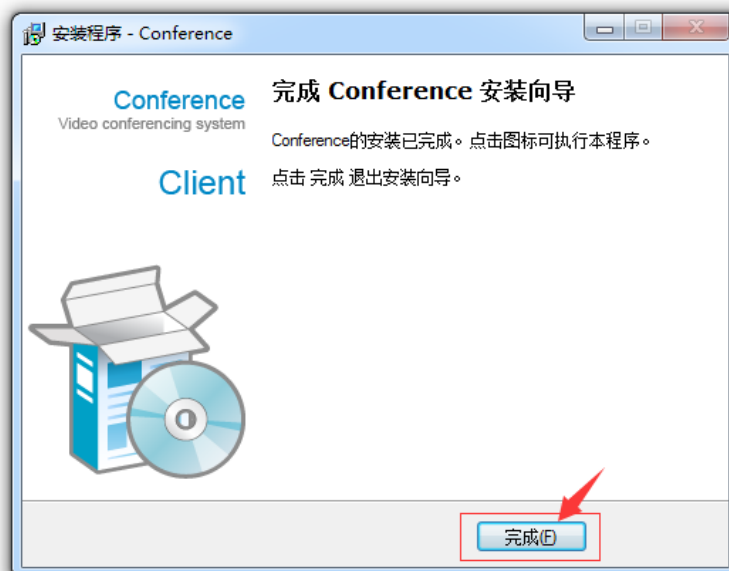 安装程序 - Conference
Conference
Video conferencing system
Client
完成 Conference 安装向导
Conference的安装已完成。点击图标可执行本程序。
点击 完成 退出安装向导。
完成(F)